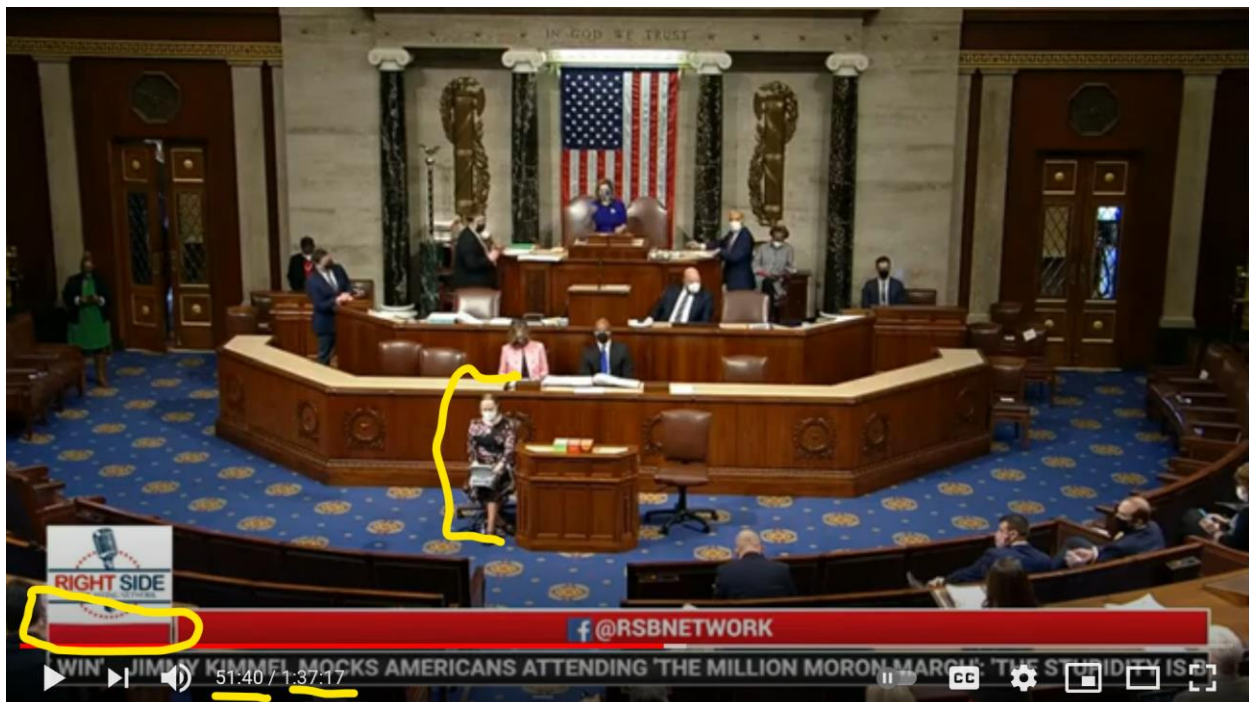 IN GOD WE TRUST
RIGHT SIDE
@RSBNETWORK
WIN' JIMMY KIMMEL MOCKS AMERICANS ATTENDING 'THE MILLION MORON MARCH': 'THE STUPIDITY IS
51:40 / 1:37:17
CC